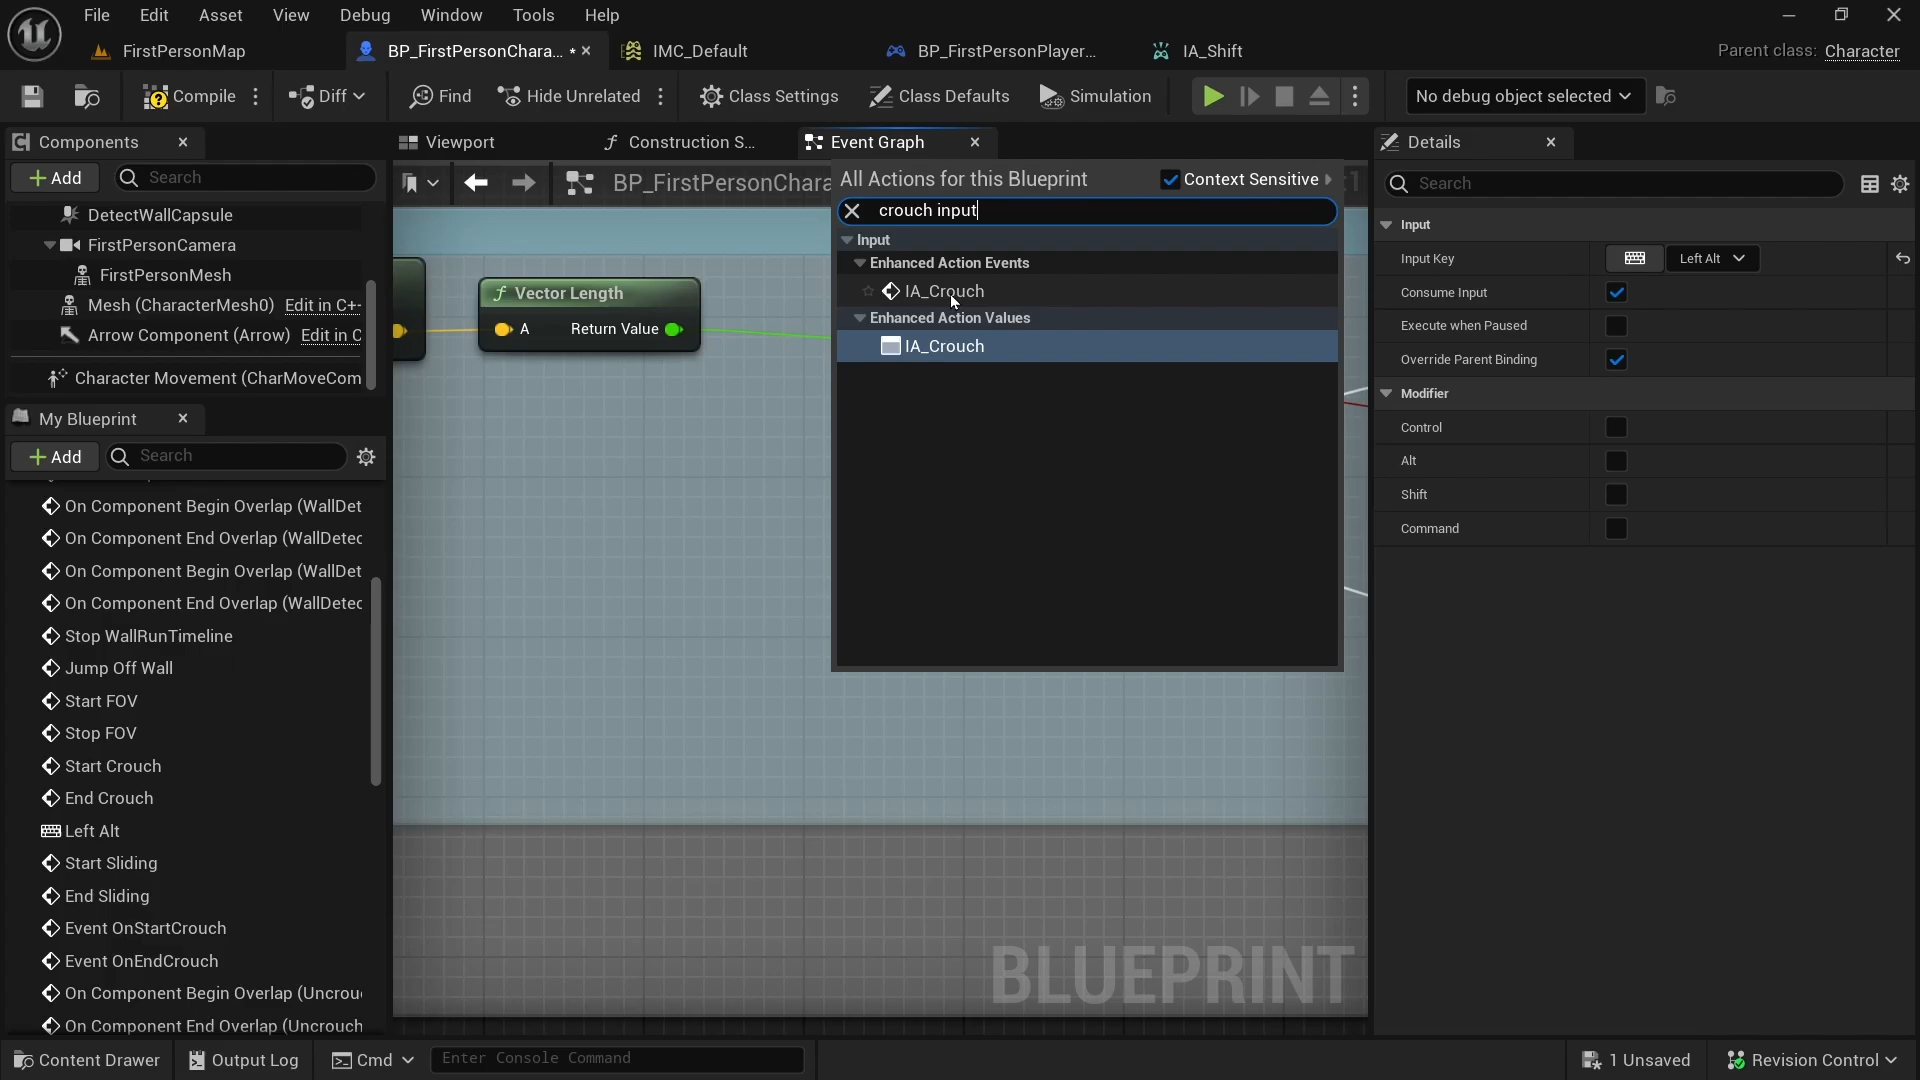 File Edit Asset View Debug Window Tools Help
FirstPersonMap BP_FirstPersonChara... * IMC_Default BP_FirstPersonPlayer... IA_Shift Parent class: Character
Compile Diff Find Hide Unrelated Class Settings Class Defaults Simulation No debug object selected
Components Viewport Construction S... Event Graph Details
Add Search
DetectWallCapsule
FirstPersonCamera
FirstPersonMesh
Mesh (CharacterMesh0) Edit in C+
Arrow Component (Arrow) Edit in C
Character Movement (CharMoveCom
My Blueprint
Add Search
On Component Begin Overlap (WallDet
On Component End Overlap (WallDetec
On Component Begin Overlap (WallDet
On Component End Overlap (WallDetec
Stop WallRunTimeline
Jump Off Wall
Start FOV
Stop FOV
Start Crouch
End Crouch
Left Alt
Start Sliding
End Sliding
Event OnStartCrouch
Event OnEndCrouch
On Component Begin Overlap (Uncrou
On Component End Overlap (Uncrouch
BP_FirstPersonChara
Vector Length
A Return Value
All Actions for this Blueprint Context Sensitive
crouch input
Input
Enhanced Action Events
IA_Crouch
Enhanced Action Values
IA_Crouch
BLUEPRINT
Search
Input
Input Key Left Alt
Consume Input
Execute when Paused
Override Parent Binding
Modifier
Control
Alt
Shift
Command
Content Drawer Output Log Cmd Enter Console Command 1 Unsaved Revision Control